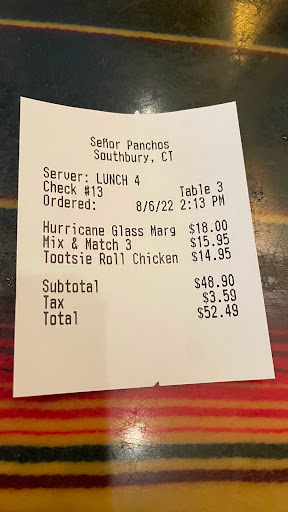 Señor Panchos
Southbury, CT
Server: LUNCH 4
Check #13 Table 3
Ordered: 8/6/22 2:13 PM
Hurricane Glass Marg $18.00
Mix & Match 3 $15.95
Tootsie Roll Chicken $14.95
Subtotal $48.90
Tax $3.59
Total $52.49